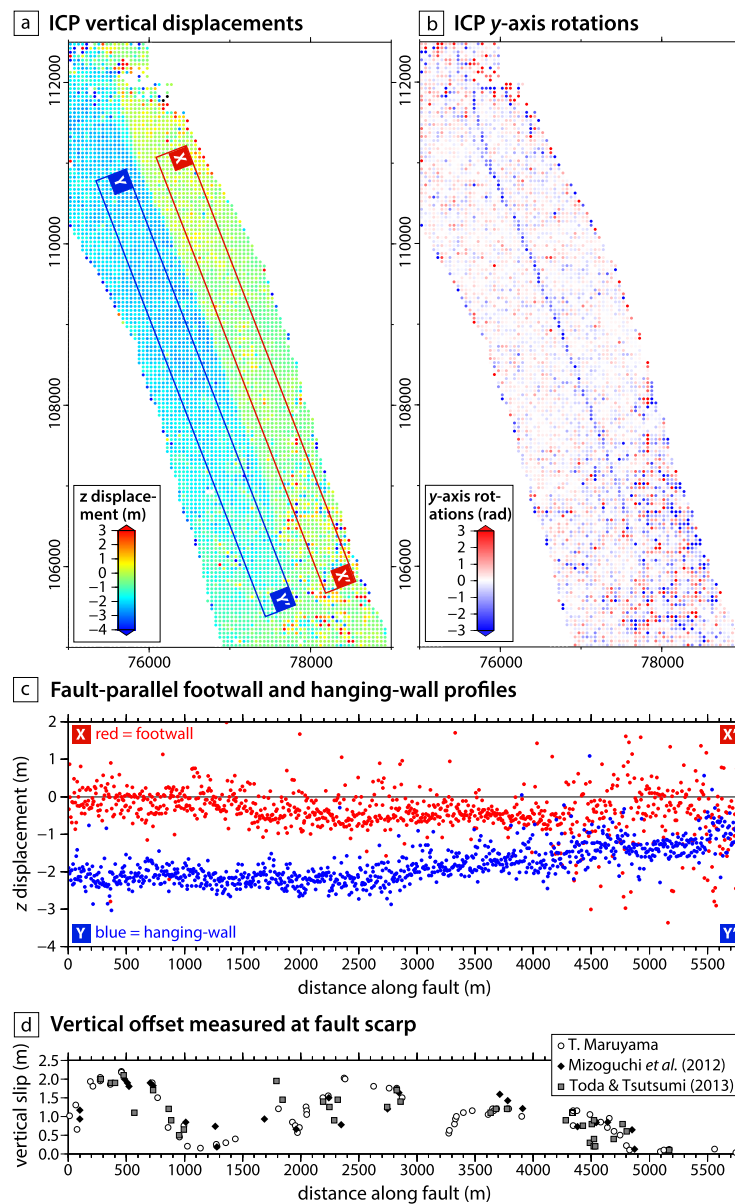 a ICP vertical displacements
b ICP y-axis rotations
112000
110000
108000
106000
X
Y
X'
Y'
z displace-
ment (m)
3
2
1
0
−1
−2
−3
−4
76000
78000
112000
110000
108000
106000
y-axis rot-
ations (rad)
3
2
1
0
−1
−2
−3
76000
78000
c Fault-parallel footwall and hanging-wall profiles
z displacement (m)
2
1
0
−1
−2
−3
−4
X red = footwall
X'
Y blue = hanging-wall
Y'
0 500 1000 1500 2000 2500 3000 3500 4000 4500 5000 5500
distance along fault (m)
d Vertical offset measured at fault scarp
T. Maruyama
Mizoguchi et al. (2012)
Toda & Tsutsumi (2013)
vertical slip (m)
2.5
2.0
1.5
1.0
0.5
0.0
0 500 1000 1500 2000 2500 3000 3500 4000 4500 5000 5500
distance along fault (m)